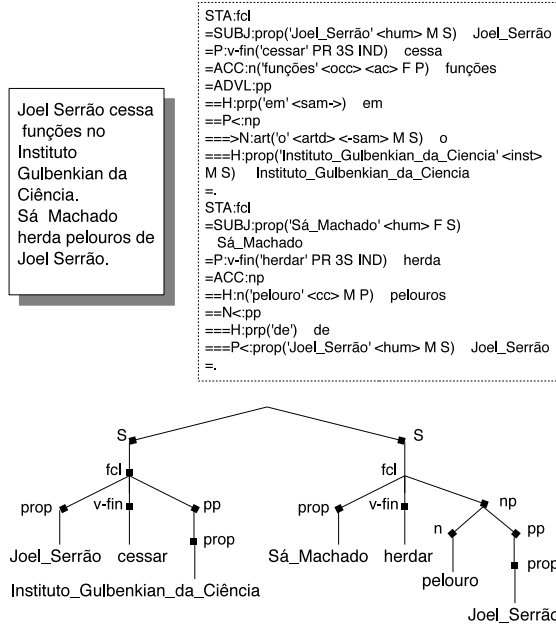 Joel Serrão cessa
funções no
Instituto
Gulbenkian da
Ciência.
Sá Machado
herda pelouros de
Joel Serrão.
STA:fcl
=SUBJ:prop('Joel_Serrão' <hum> M S) Joel_Serrão
=P:v-fin('cessar' PR 3S IND) cessa
=ACC:n('funções' <occ> <ac> F P) funções
=ADVL:pp
==H:prp('em' <sam->) em
==P<:np
===>N:art('o' <artd> <-sam> M S) o
===H:prop('Instituto_Gulbenkian_da_Ciencia' <inst>
M S) Instituto_Gulbenkian_da_Ciencia
=.
STA:fcl
=SUBJ:prop('Sá_Machado' <hum> F S)
Sá_Machado
=P:v-fin('herdar' PR 3S IND) herda
=ACC:np
==H:n('pelouro' <cc> M P) pelouros
==N<:pp
===H:prp('de') de
===P<:prop('Joel_Serrão' <hum> M S) Joel_Serrão
=.
S S
fcl fcl
prop v-fin pp prop v-fin np
prop n pp
Joel_Serrão cessar Sá_Machado herdar prop
pelouro
Instituto_Gulbenkian_da_Ciência
Joel_Serrão